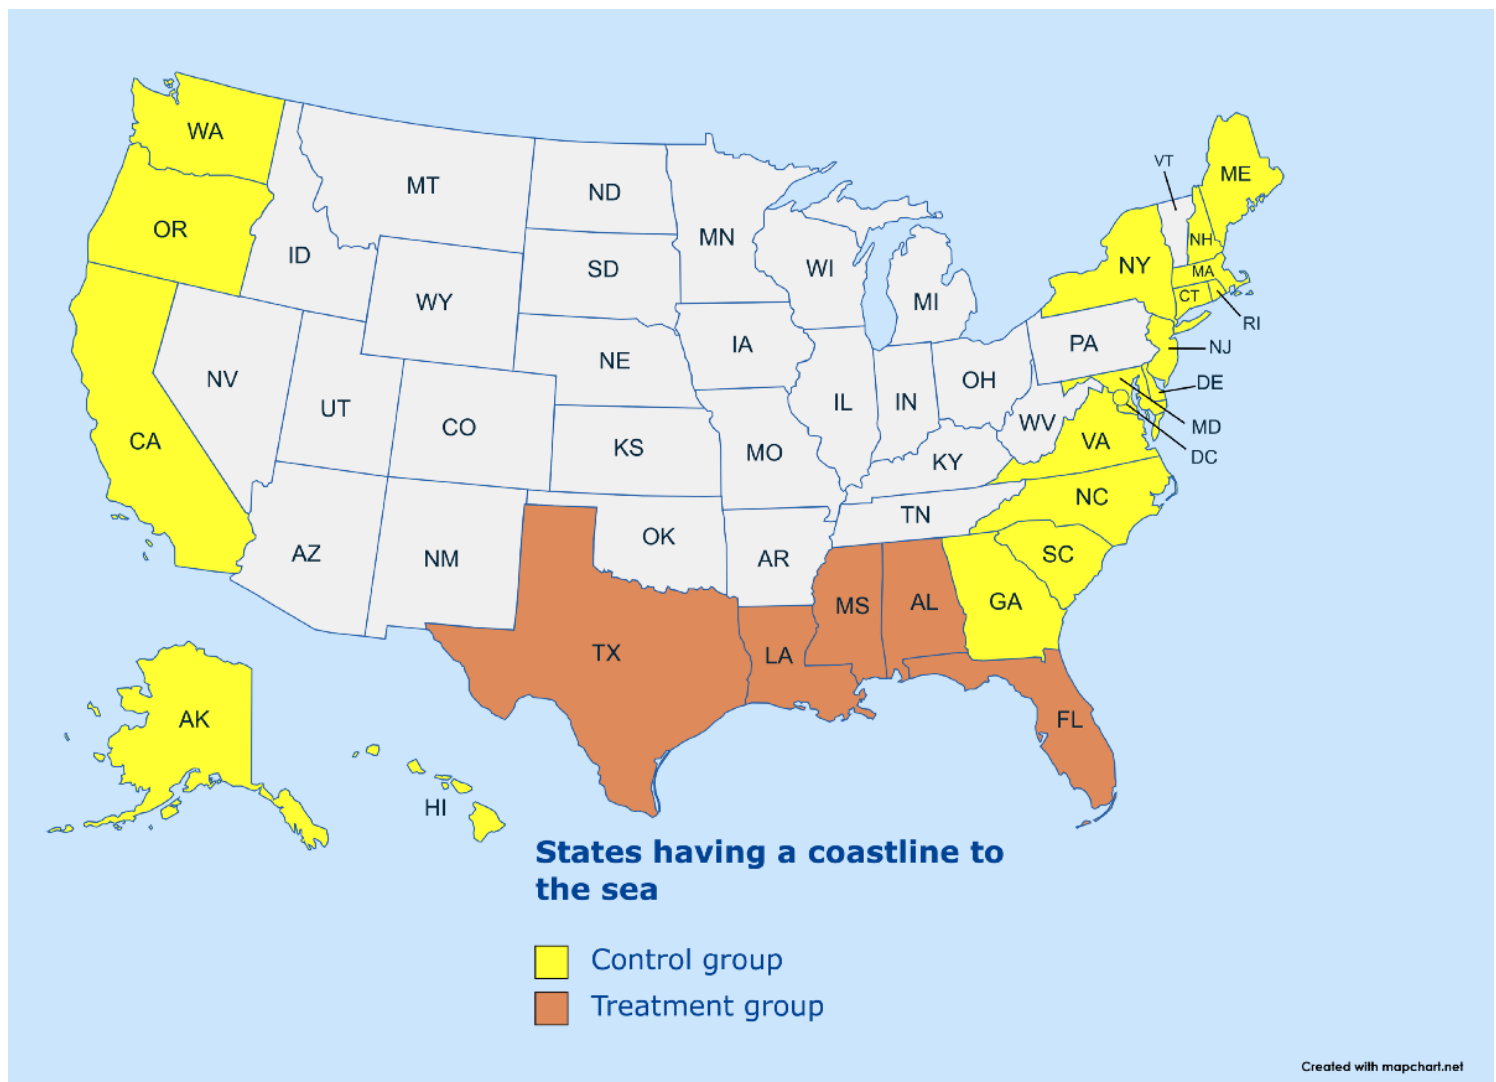 WA
MT
ND
MN
VT
ME
OR
ID
SD
WI
MI
NY
NH
MA
CT
RI
WY
IA
NE
PA
NJ
NV
UT
CO
IL
IN
OH
DE
CA
KS
MO
WV
VA
MD
DC
KY
NC
AZ
NM
OK
AR
TN
SC
TX
LA
MS
AL
GA
AK
FL
HI
States having a coastline to
the sea
Control group
Treatment group
Created with mapchart.net